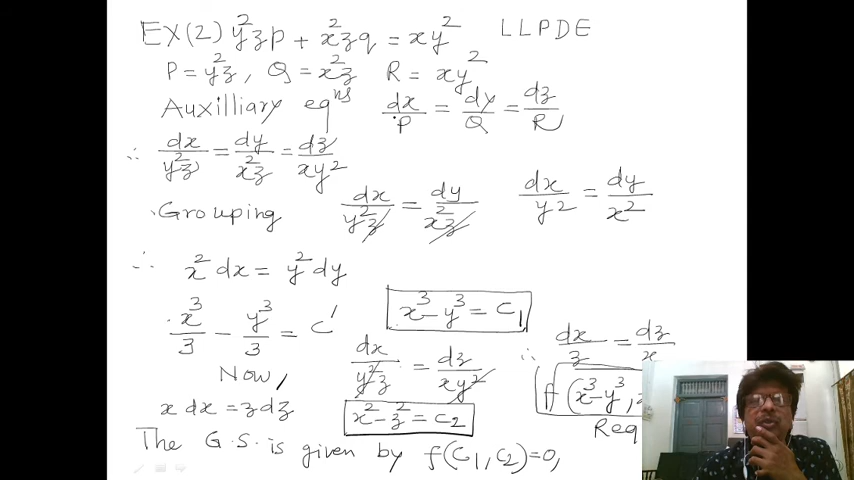 EX(2) y²zp + x²zq = xy² LLPDE
P = y²z, Q = x²z R = xy²
Auxilliary eqⁿˢ dx/P = dy/Q = dz/R
∴ dx/y²z = dy/x²z = dz/xy²
Grouping dx/y²z = dy/x²z dx/y² = dy/x²
∴ x² dx = y² dy
x³/3 - y³/3 = c' x³ - y³ = c₁
Now, dx/y²z = dz/xy² ∴ dx/z = dz/x
x dx = z dz x² - z² = c₂ f(x³ - y³,
Req
The G.S. is given by f(c₁, c₂) = 0,